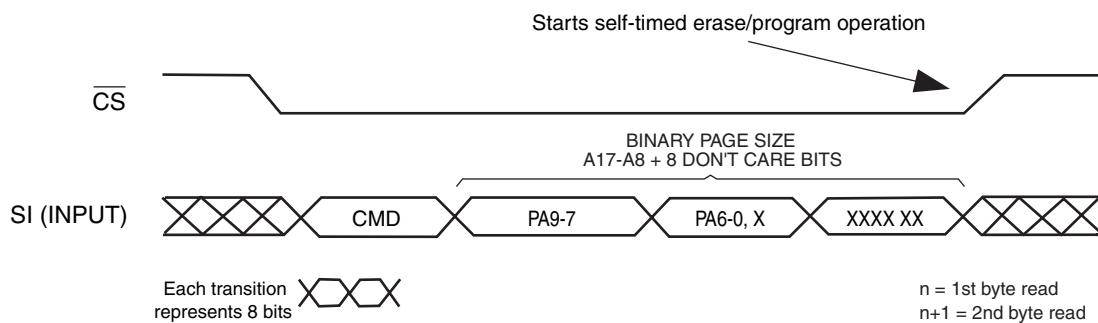 Starts self-timed erase/program operation
CS
BINARY PAGE SIZE
A17-A8 + 8 DON'T CARE BITS
SI (INPUT)
CMD
PA9-7
PA6-0, X
XXXX XX
Each transition
represents 8 bits
n = 1st byte read
n+1 = 2nd byte read